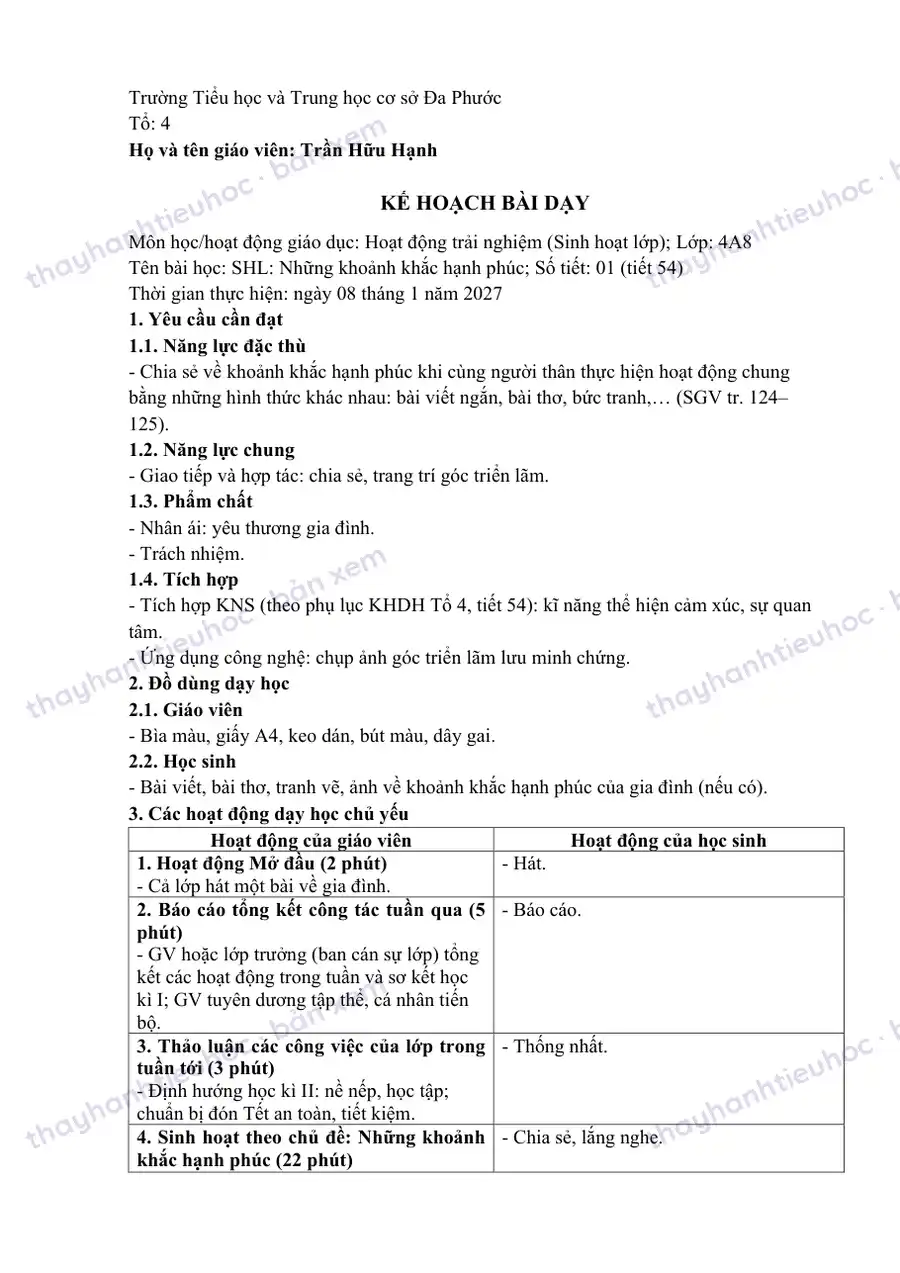 Trường Tiểu học và Trung học cơ sở Đa Phước
Tổ: 4
Họ và tên giáo viên: Trần Hữu Hạnh
KẾ HOẠCH BÀI DẠY
Môn học/hoạt động giáo dục: Hoạt động trải nghiệm (Sinh hoạt lớp); Lớp: 4A8
Tên bài học: SHL: Những khoảnh khắc hạnh phúc; Số tiết: 01 (tiết 54)
Thời gian thực hiện: ngày 08 tháng 1 năm 2027
1. Yêu cầu cần đạt
1.1. Năng lực đặc thù
- Chia sẻ về khoảnh khắc hạnh phúc khi cùng người thân thực hiện hoạt động chung
bằng những hình thức khác nhau: bài viết ngắn, bài thơ, bức tranh,… (SGV tr. 124–
125).
1.2. Năng lực chung
- Giao tiếp và hợp tác: chia sẻ, trang trí góc triển lãm.
1.3. Phẩm chất
- Nhân ái: yêu thương gia đình.
- Trách nhiệm.
1.4. Tích hợp
- Tích hợp KNS (theo phụ lục KHDH Tổ 4, tiết 54): kĩ năng thể hiện cảm xúc, sự quan
tâm.
- Ứng dụng công nghệ: chụp ảnh góc triển lãm lưu minh chứng.
2. Đồ dùng dạy học
2.1. Giáo viên
- Bìa màu, giấy A4, keo dán, bút màu, dây gai.
2.2. Học sinh
- Bài viết, bài thơ, tranh vẽ, ảnh về khoảnh khắc hạnh phúc của gia đình (nếu có).
3. Các hoạt động dạy học chủ yếu
Hoạt động của giáo viên
Hoạt động của học sinh
1. Hoạt động Mở đầu (2 phút)
- Cả lớp hát một bài về gia đình.
- Hát.
2. Báo cáo tổng kết công tác tuần qua (5
phút)
- GV hoặc lớp trưởng (ban cán sự lớp) tổng
kết các hoạt động trong tuần và sơ kết học
kì I; GV tuyên dương tập thể, cá nhân tiến
bộ.
- Báo cáo.
3. Thảo luận các công việc của lớp trong
tuần tới (3 phút)
- Định hướng học kì II: nề nếp, học tập;
chuẩn bị đón Tết an toàn, tiết kiệm.
- Thống nhất.
4. Sinh hoạt theo chủ đề: Những khoảnh
khắc hạnh phúc (22 phút)
- Chia sẻ, lắng nghe.
thayhanhtieuhoc · bản xem
thayhanhtieuhoc · b
thayhanhtieuhoc · bản xem
thayhanhtieuhoc · b
thayhanhtieuhoc · bản xem
thayhanhtieuhoc · b